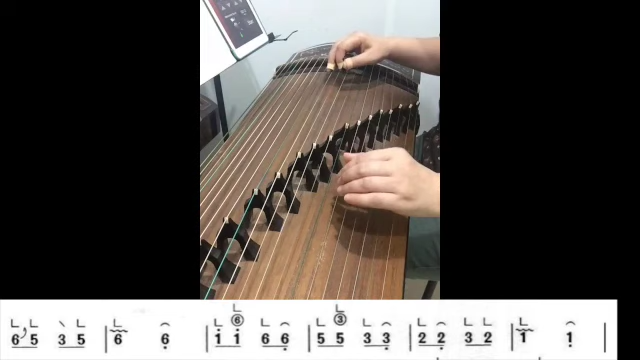 ⑥ ③
6 5 3 5 | 6 6 | 1 1 6 6 | 5 5 3 3 | 2 2 3 2 | 1 1 |